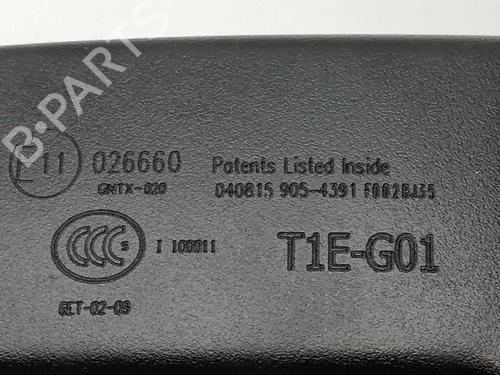 B-PARTS
E11 026660 Patents Listed Inside
GNTX-020 040815 905-4391 F002BJ35
CCC S I 100011 T1E-G01
GET-02-09